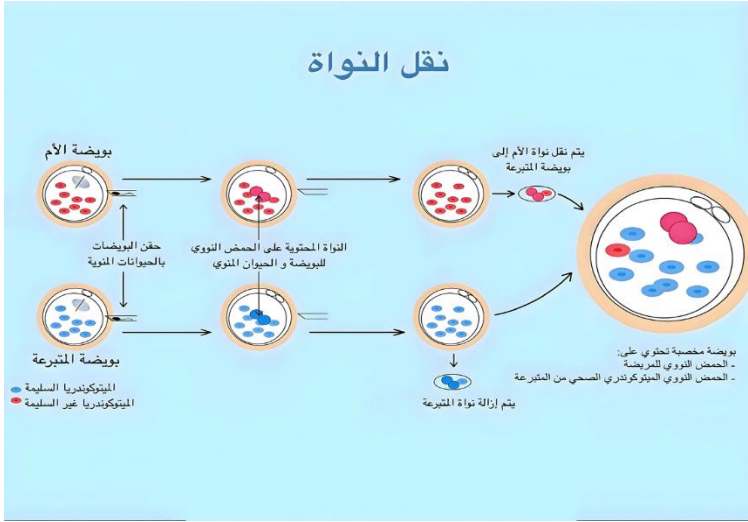 نقل النواة
بويضة الأم
يتم نقل نواة الأم إلى
بويضة المتبرعة
حقن البويضات
بالحيوانات المنوية
النواة المحتوية على الحمض النووي
للبويضة و الحيوان المنوي
بويضة المتبرعة
الميتوكوندريا السليمة
الميتوكوندريا غير السليمة
يتم إزالة نواة المتبرعة
بويضة مخصبة تحتوي على:
- الحمض النووي للمريضة
- الحمض النووي الميتوكوندري الصحي من المتبرعة